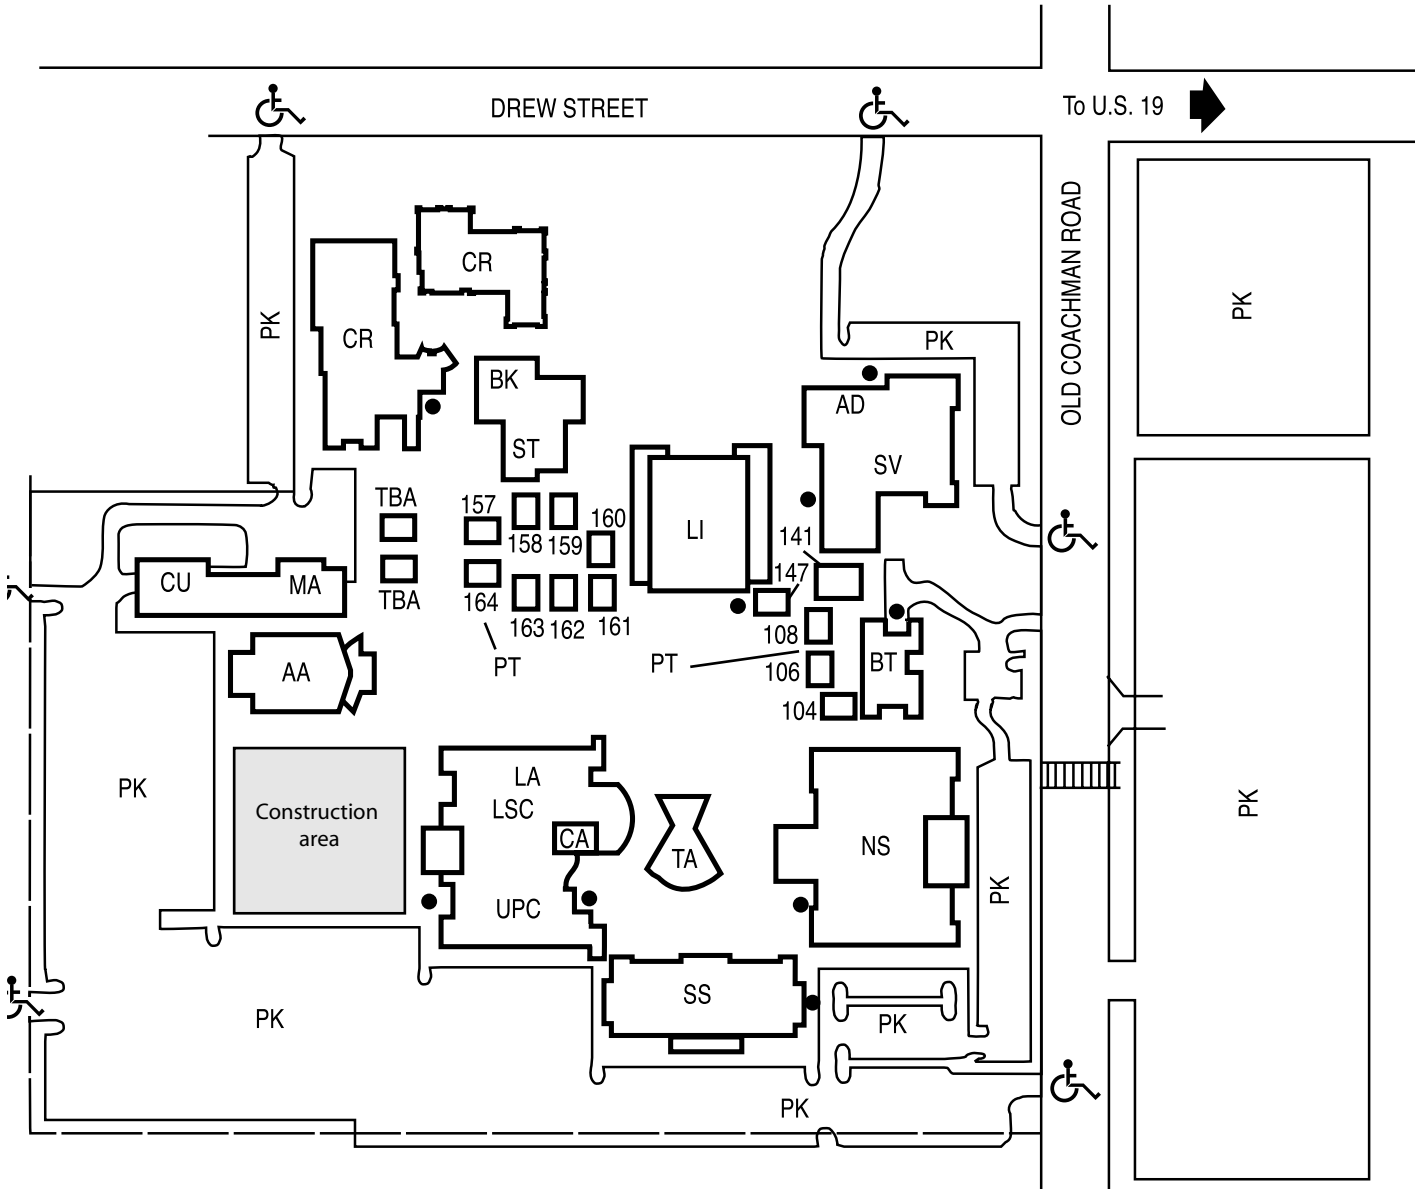 DREW STREET
To U.S. 19
OLD COACHMAN ROAD
CR
PK
PK
CR
PK
BK
AD
ST
SV
TBA
157
160
LI
141
158
159
147
CU
MA
TBA
164
163
162
161
108
PT
PT
BT
AA
106
104
LA
PK
LSC
Construction
area
PK
CA
NS
TA
PK
UPC
SS
PK
PK
PK